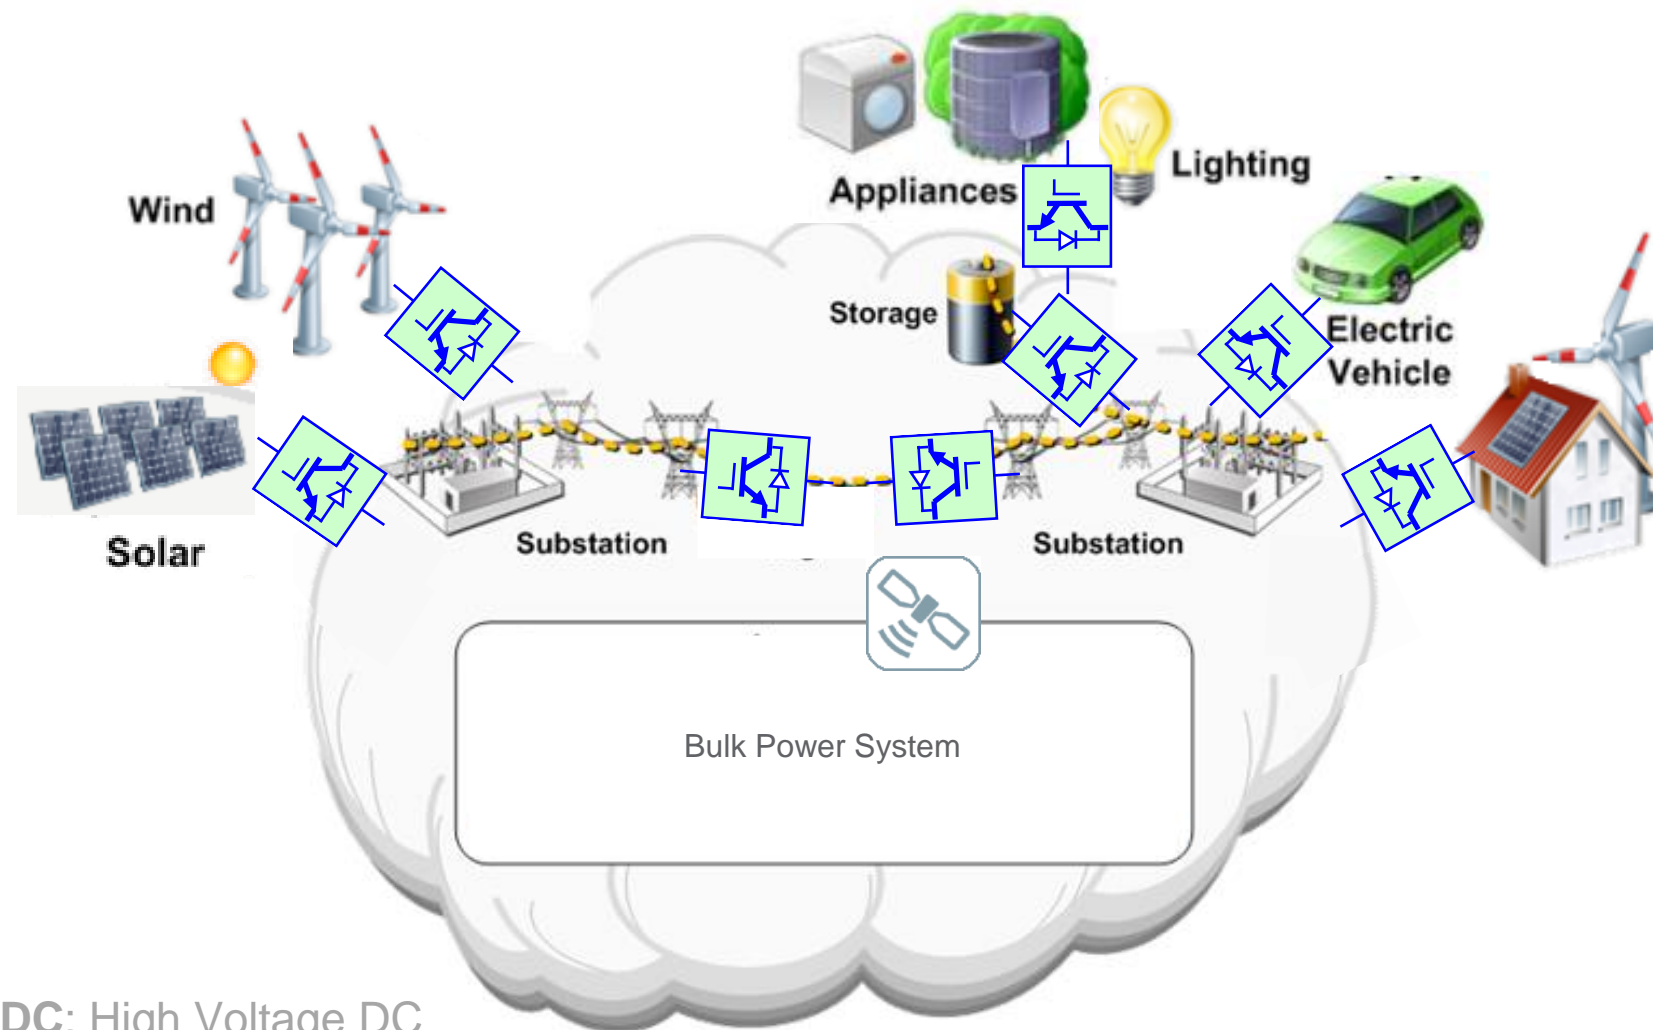 Appliances
Lighting
Wind
Storage
Electric
Vehicle
Solar
Substation
Substation
Bulk Power System
DC: High Voltage DC